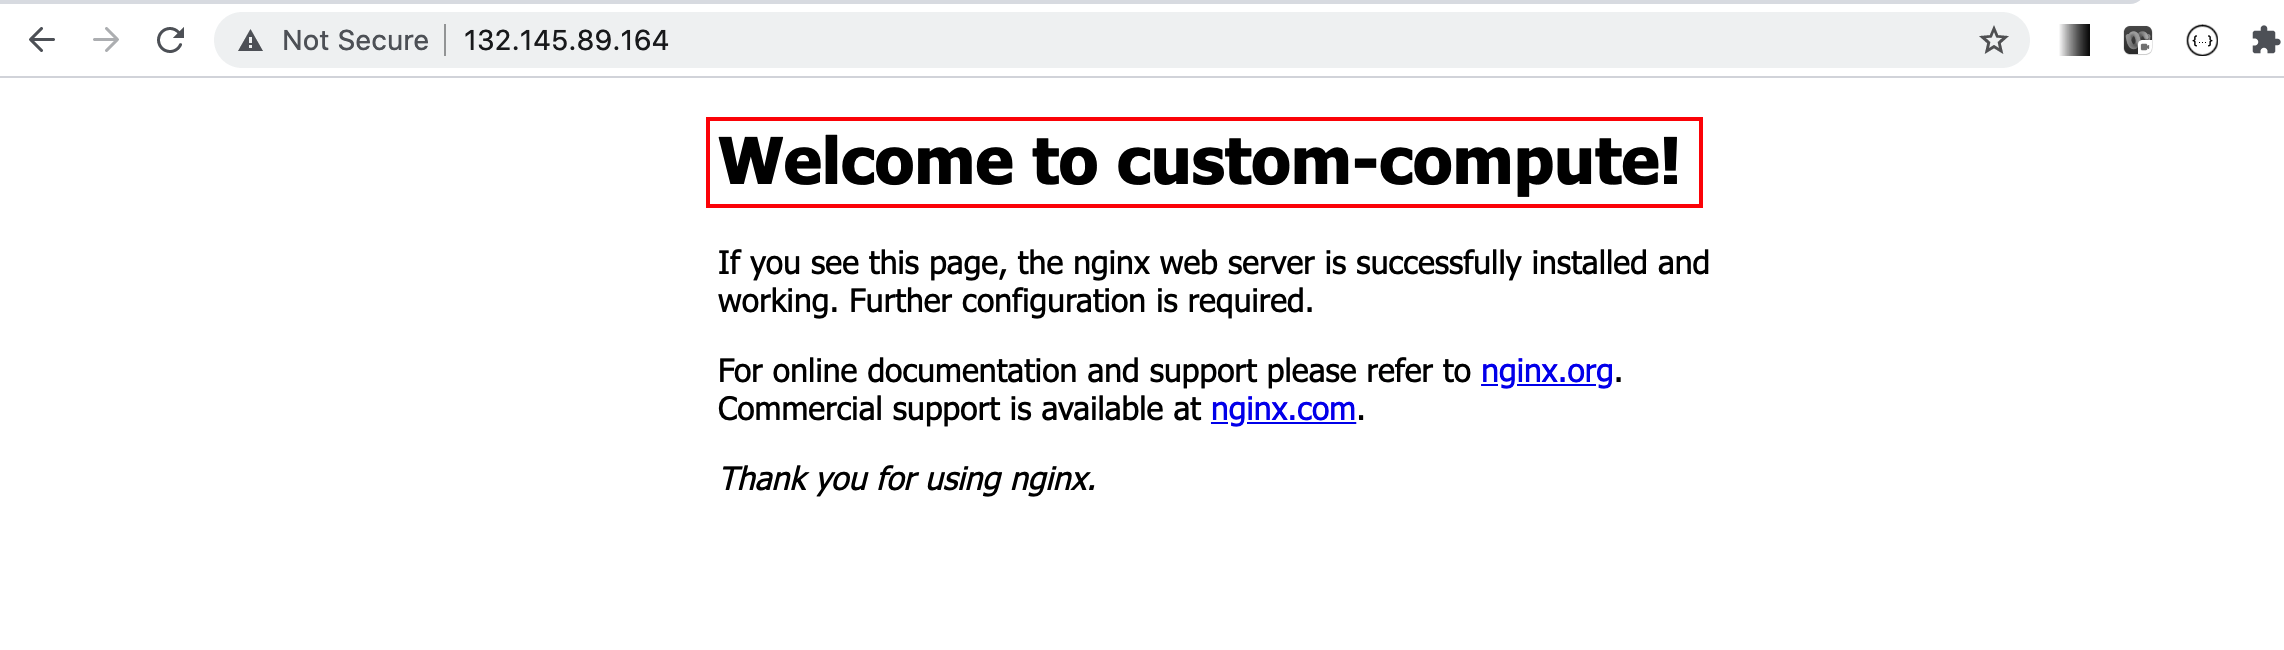 Not Secure
132.145.89.164
{...}
Welcome to custom-compute!
If you see this page, the nginx web server is successfully installed and
working. Further configuration is required.
For online documentation and support please refer to nginx.org.
Commercial support is available at nginx.com.
Thank you for using nginx.